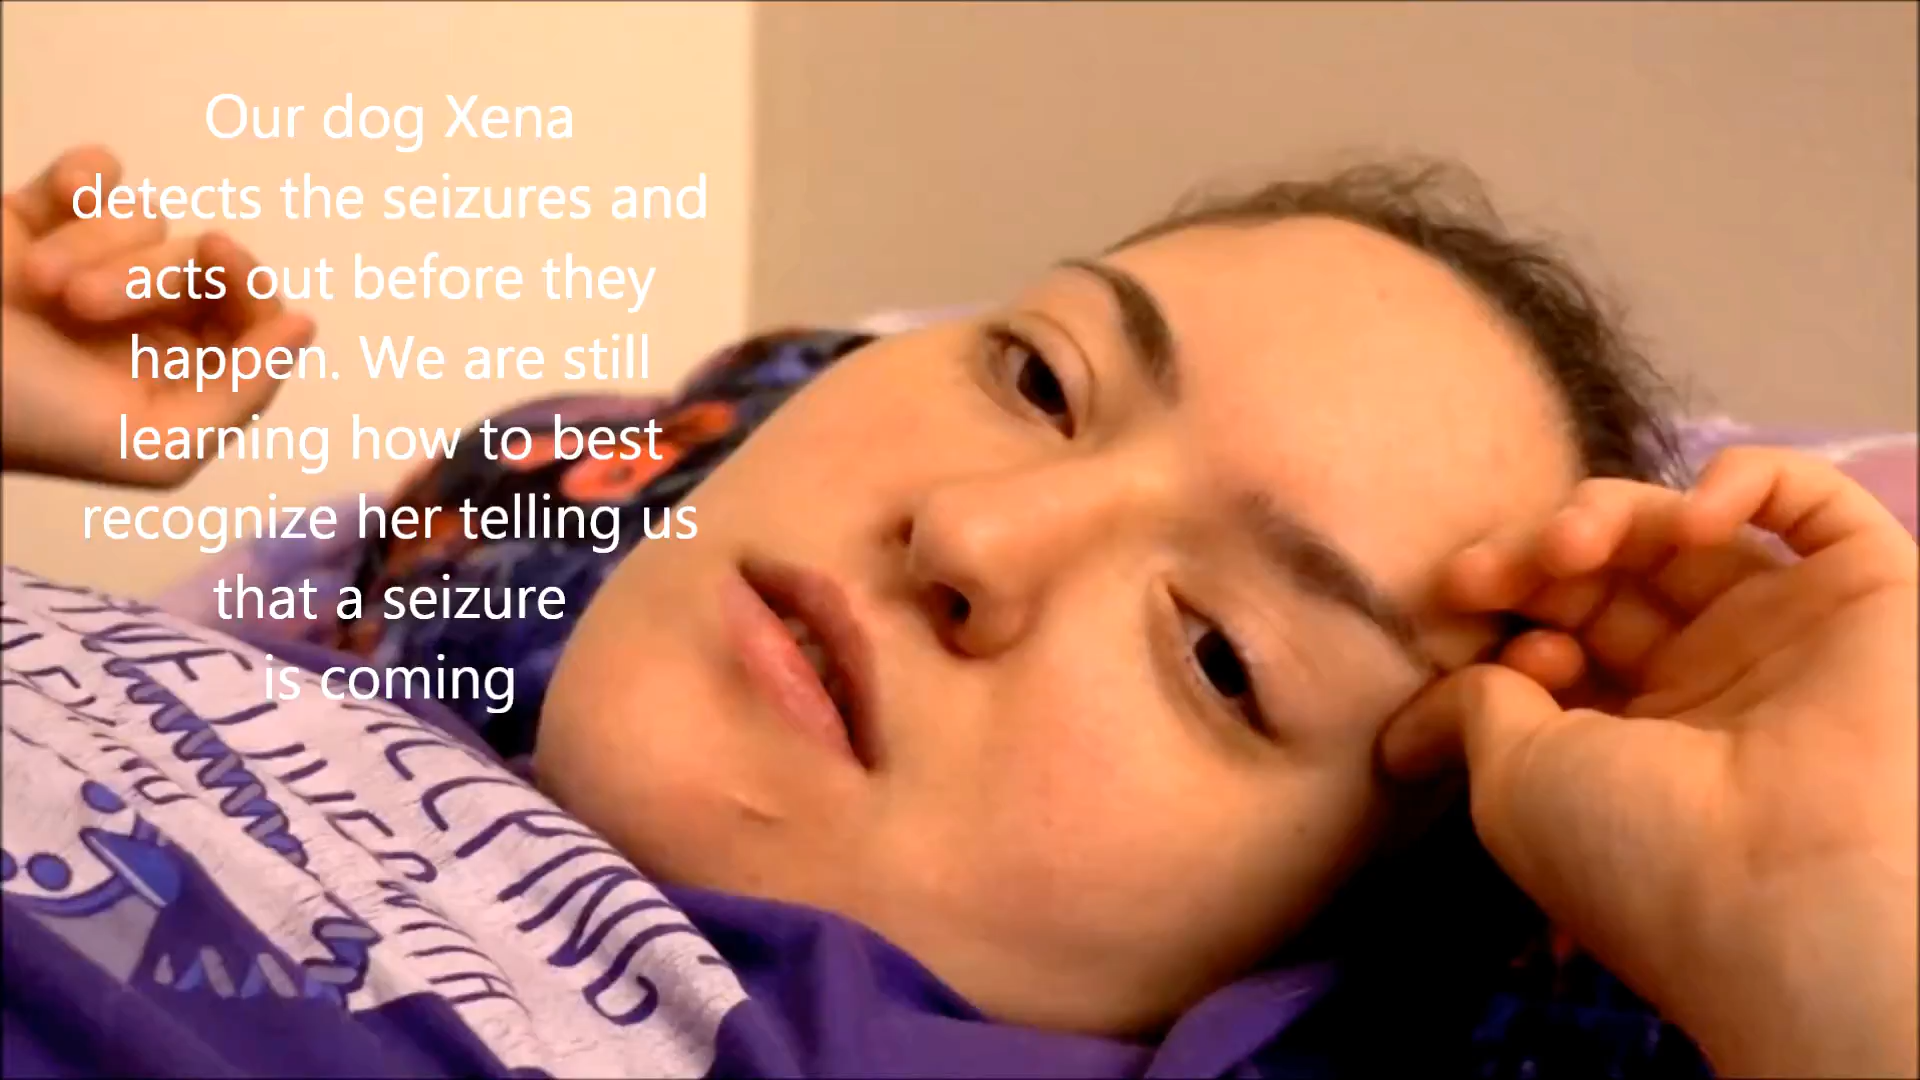 Our dog Xena
detects the seizures and
acts out before they
happen. We are still
learning how to best
recognize her telling us
that a seizure
is coming